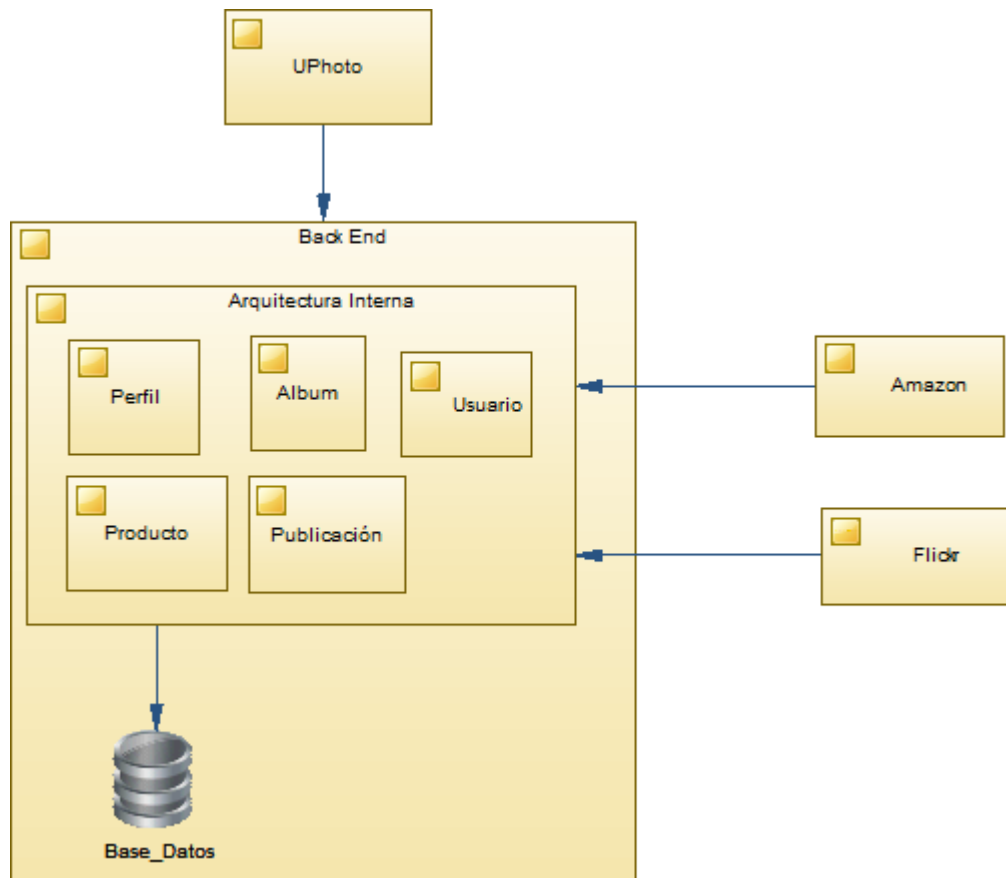 UPhoto
Back End
Arquitectura Interna
Perfil
Album
Usuario
Producto
Publicación
Amazon
Flickr
Base_Datos